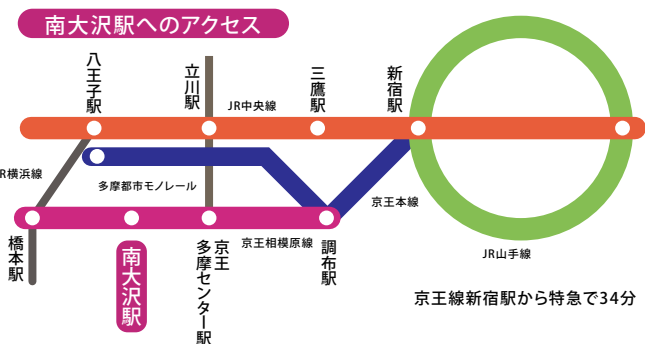 南大沢駅へのアクセス
八王子駅
立川駅
JR中央線
三鷹駅
新宿駅
R横浜線
多摩都市モノレール
京王本線
橋本駅
南大沢駅
京王
多摩センター駅
京王相模原線
調布駅
JR山手線
京王線新宿駅から特急で34分